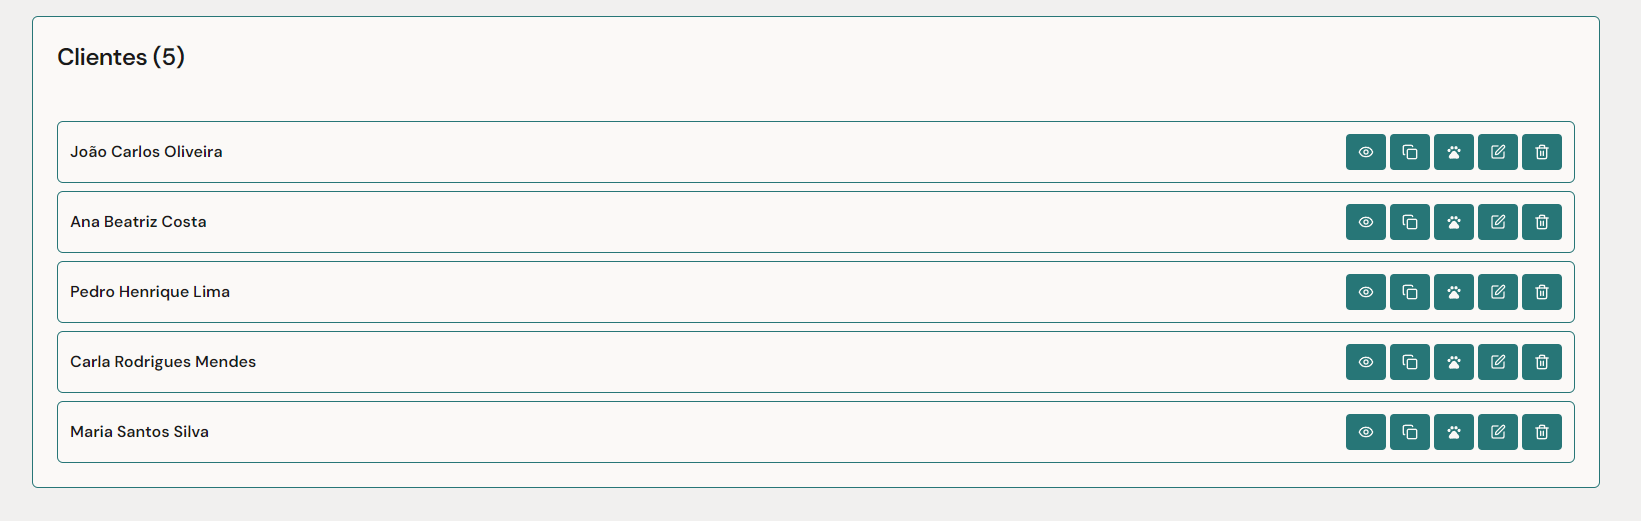 Clientes (5)
João Carlos Oliveira
Ana Beatriz Costa
Pedro Henrique Lima
Carla Rodrigues Mendes
Maria Santos Silva